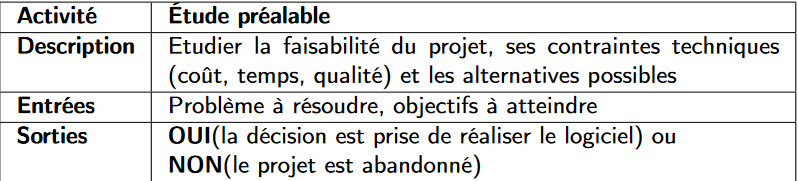 Activité Étude préalable
Description Etudier la faisabilité du projet, ses contraintes techniques
(coût, temps, qualité) et les alternatives possibles
Entrées Problème à résoudre, objectifs à atteindre
Sorties OUI(la décision est prise de réaliser le logiciel) ou
NON(le projet est abandonné)